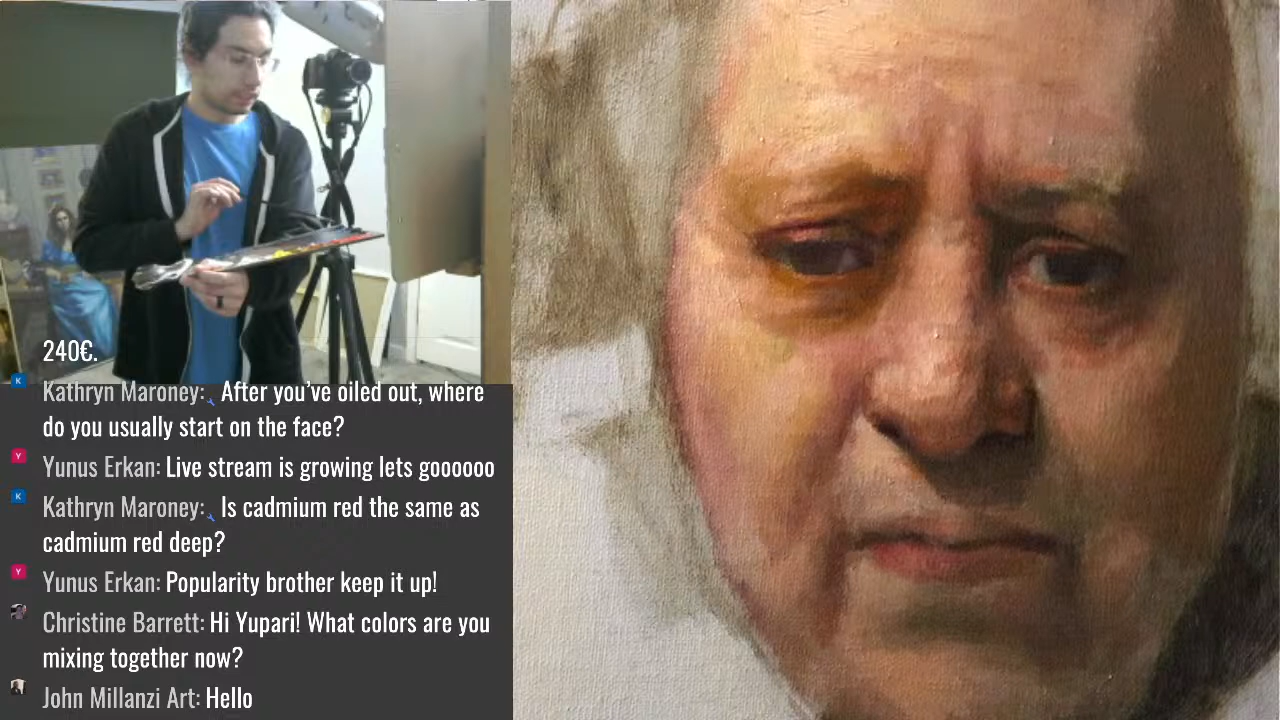 240€.
Kathryn Maroney: After you've oiled out, where
do you usually start on the face?
Yunus Erkan: Live stream is growing lets goooooo
Kathryn Maroney: Is cadmium red the same as
cadmium red deep?
Yunus Erkan: Popularity brother keep it up!
Christine Barrett: Hi Yupari! What colors are you
mixing together now?
John Millanzi Art: Hello